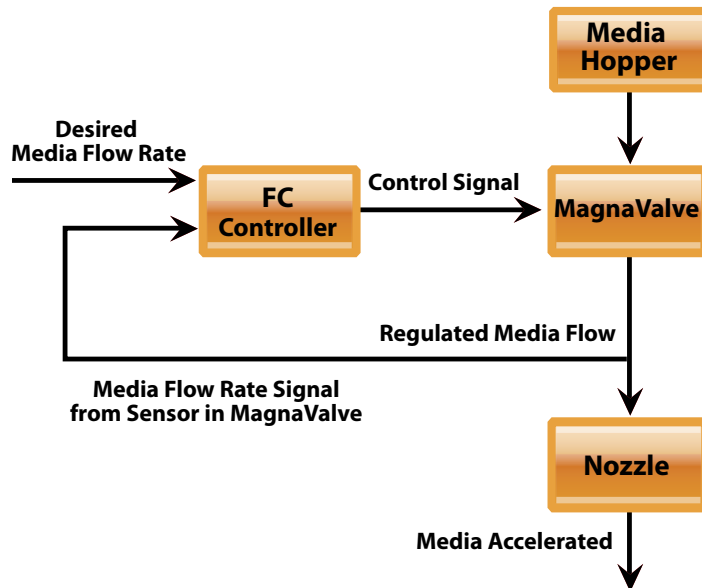 Media
Hopper
Desired
Media Flow Rate
FC
Controller
Control Signal
MagnaValve
Regulated Media Flow
Media Flow Rate Signal
from Sensor in MagnaValve
Nozzle
Media Accelerated